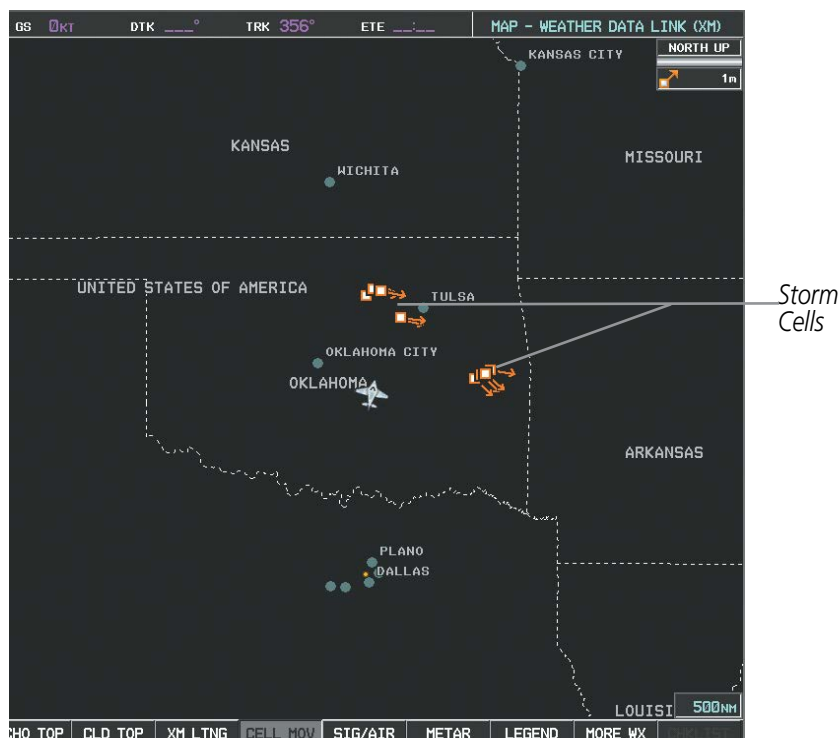 GS 0KT DTK ___° TRK 356° ETE __:__ MAP – WEATHER DATA LINK (XM)
NORTH UP
KANSAS CITY
1m
KANSAS
MISSOURI
WICHITA
UNITED STATES OF AMERICA
TULSA
Storm
Cells
OKLAHOMA CITY
OKLAHOMA
ARKANSAS
PLANO
DALLAS
LOUISI
500NM
CHO TOP CLD TOP XM LTNG CELL MOV SIG/AIR METAR LEGEND MORE WX